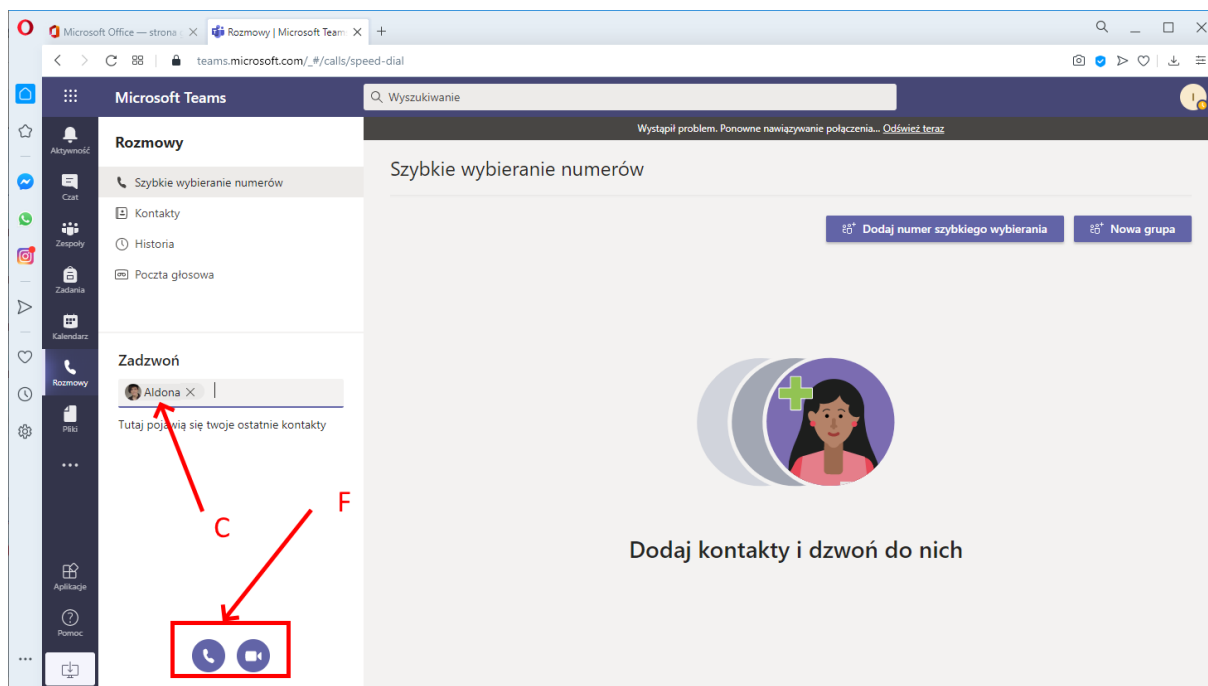 Microsoft Office — strona
Rozmowy | Microsoft Team
teams.microsoft.com/_#/calls/speed-dial
Microsoft Teams
Wyszukiwanie
I
Wystąpił problem. Ponowne nawiązywanie połączenia... Odśwież teraz
Aktywność
Czat
Zespoły
Zadania
Kalendarz
Rozmowy
Pliki
Aplikacje
Pomoc
Rozmowy
Szybkie wybieranie numerów
Kontakty
Historia
Poczta głosowa
Zadzwoń
Aldona
Tutaj pojawią się twoje ostatnie kontakty
C
F
Szybkie wybieranie numerów
Dodaj numer szybkiego wybierania
Nowa grupa
Dodaj kontakty i dzwoń do nich